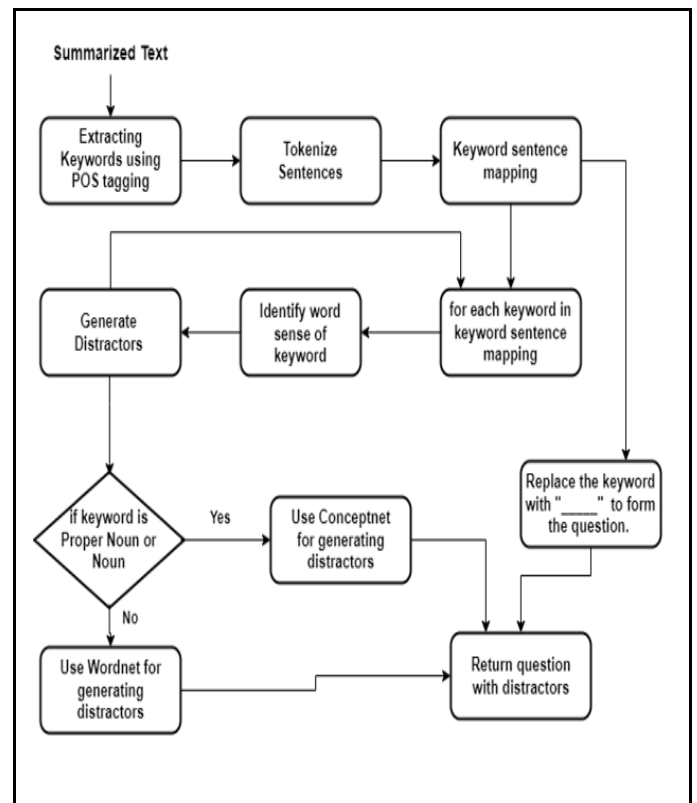 Summarized Text
Extracting
Keywords using
POS tagging
Tokenize
Sentences
Keyword sentence
mapping
Generate
Distractors
Identify word
sense of
keyword
for each keyword in
keyword sentence
mapping
if keyword is
Proper Noun or
Noun
Yes
Use Conceptnet
for generating
distractors
Replace the keyword
with "_____" to form
the question.
No
Use Wordnet for
generating
distractors
Return question
with distractors